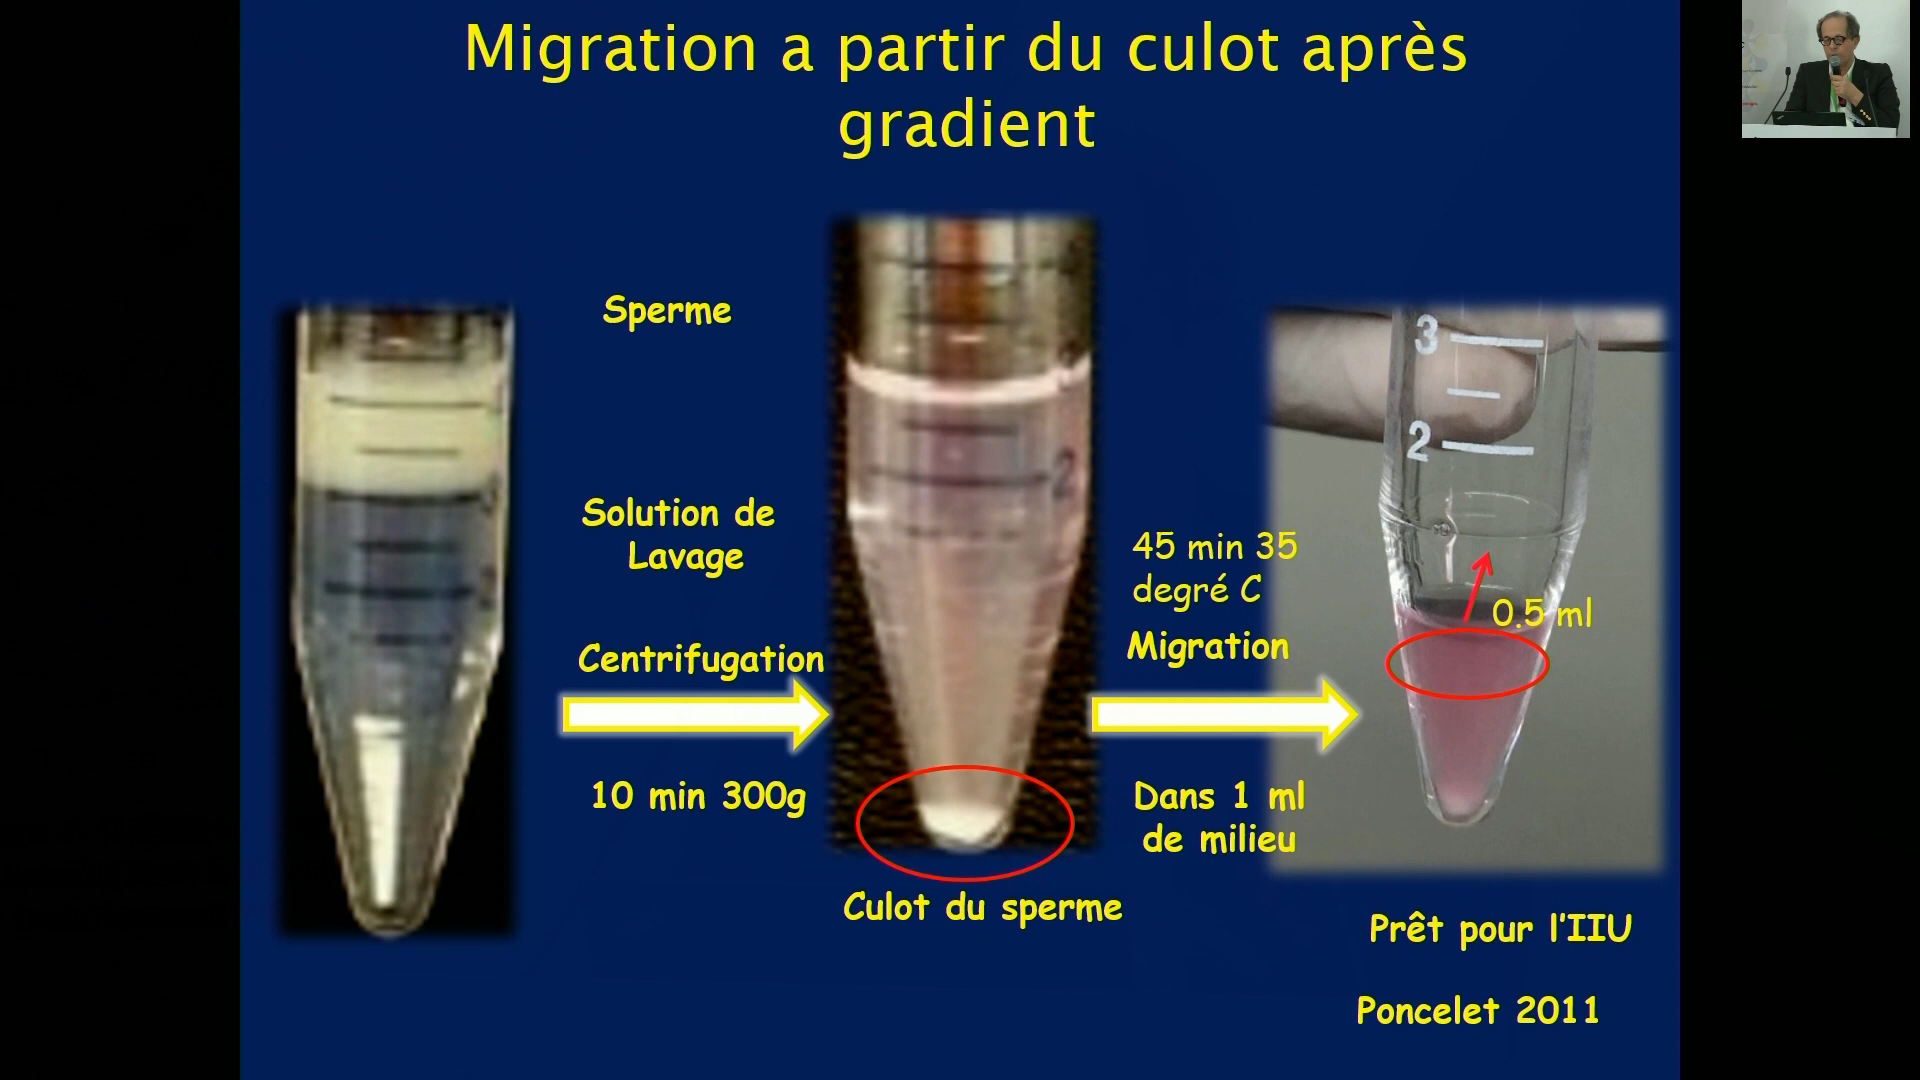 Migration a partir du culot après
gradient
Sperme
Solution de
Lavage
Centrifugation
10 min 300g
2
Culot du sperme
45 min 35
degré C
Migration
Dans 1 ml
de milieu
3
2
0.5 ml
Prêt pour l'IIU
Poncelet 2011